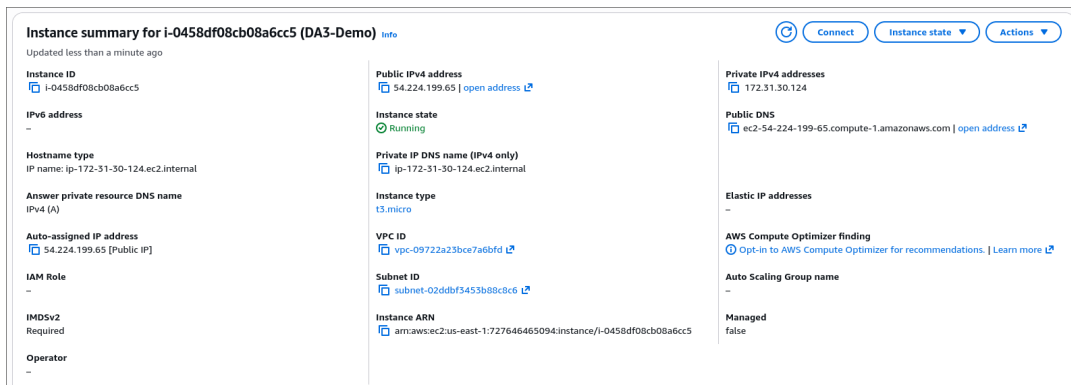 Instance summary for i-0458df08cb08a6cc5 (DA3-Demo) Info
Connect
Instance state
Actions
Updated less than a minute ago
Instance ID
i-0458df08cb08a6cc5
Public IPv4 address
54.224.199.65 | open address
Private IPv4 addresses
172.31.30.124
IPv6 address
–
Instance state
Running
Public DNS
ec2-54-224-199-65.compute-1.amazonaws.com | open address
Hostname type
IP name: ip-172-31-30-124.ec2.internal
Private IP DNS name (IPv4 only)
ip-172-31-30-124.ec2.internal
Answer private resource DNS name
IPv4 (A)
Instance type
t3.micro
Elastic IP addresses
–
Auto-assigned IP address
54.224.199.65 [Public IP]
VPC ID
vpc-09722a23bce7a6bfd
AWS Compute Optimizer finding
Opt-in to AWS Compute Optimizer for recommendations. | Learn more
IAM Role
–
Subnet ID
subnet-02ddbf3453b88c8c6
Auto Scaling Group name
–
IMDSv2
Required
Instance ARN
arn:aws:ec2:us-east-1:727646465094:instance/i-0458df08cb08a6cc5
Managed
false
Operator
–